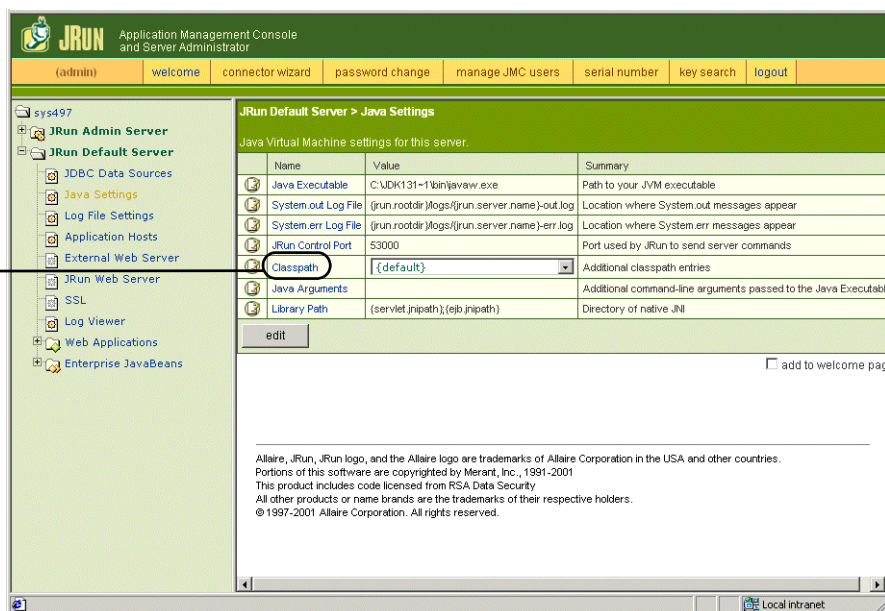 JRUN Application Management Console
and Server Administrator
(admin) welcome connector wizard password change manage JMC users serial number key search logout
sys497
JRun Admin Server
JRun Default Server
JDBC Data Sources
Java Settings
Log File Settings
Application Hosts
External Web Server
JRun Web Server
SSL
Log Viewer
Web Applications
Enterprise JavaBeans
JRun Default Server > Java Settings
Java Virtual Machine settings for this server.
Name Value Summary
Java Executable C:\JDK131~1\bin\javaw.exe Path to your JVM executable
System.out Log File {jrun.rootdir}/logs/{jrun.server.name}-out.log Location where System.out messages appear
System.err Log File {jrun.rootdir}/logs/{jrun.server.name}-err.log Location where System.err messages appear
JRun Control Port 53000 Port used by JRun to send server commands
Classpath {default} Additional classpath entries
Java Arguments Additional command-line arguments passed to the Java Executabl
Library Path {servlet.jnipath};{ejb.jnipath} Directory of native JNI
edit
add to welcome pag
Allaire, JRun, JRun logo, and the Allaire logo are trademarks of Allaire Corporation in the USA and other countries.
Portions of this software are copyrighted by Merant, Inc., 1991-2001
This product includes code licensed from RSA Data Security
All other products or name brands are the trademarks of their respective holders.
© 1997-2001 Allaire Corporation. All rights reserved.
Local intranet